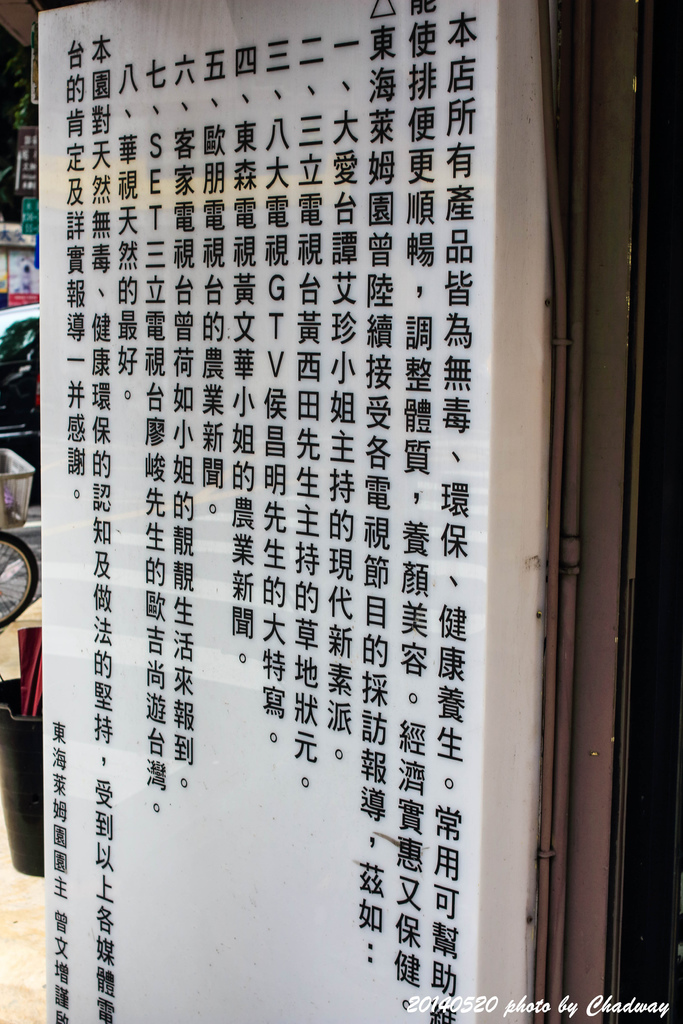 本店所有產品皆為無毒、環保、健康養生。常用可幫助維
能使排便更順暢，調整體質，養顏美容。經濟實惠又保健。
△東海萊姆園曾陸續接受各電視節目的採訪報導，茲如：
一、大愛台譚艾珍小姐主持的現代新素派。
二、三立電視台黃西田先生主持的草地狀元。
三、八大電視GTV侯昌明先生的大特寫。
四、東森電視黃文華小姐的農業新聞。
五、歐朋電視台的農業新聞。
六、客家電視台曾荷如小姐的靚靚生活來報到。
七、SET三立電視台廖峻先生的歐吉尚遊台灣。
八、華視天然的最好。
本園對天然無毒、健康環保的認知及做法的堅持，受到以上各媒體電
台的肯定及詳實報導一并感謝。
東海萊姆園園主 曾文增謹啟
20140520 photo by Chadway